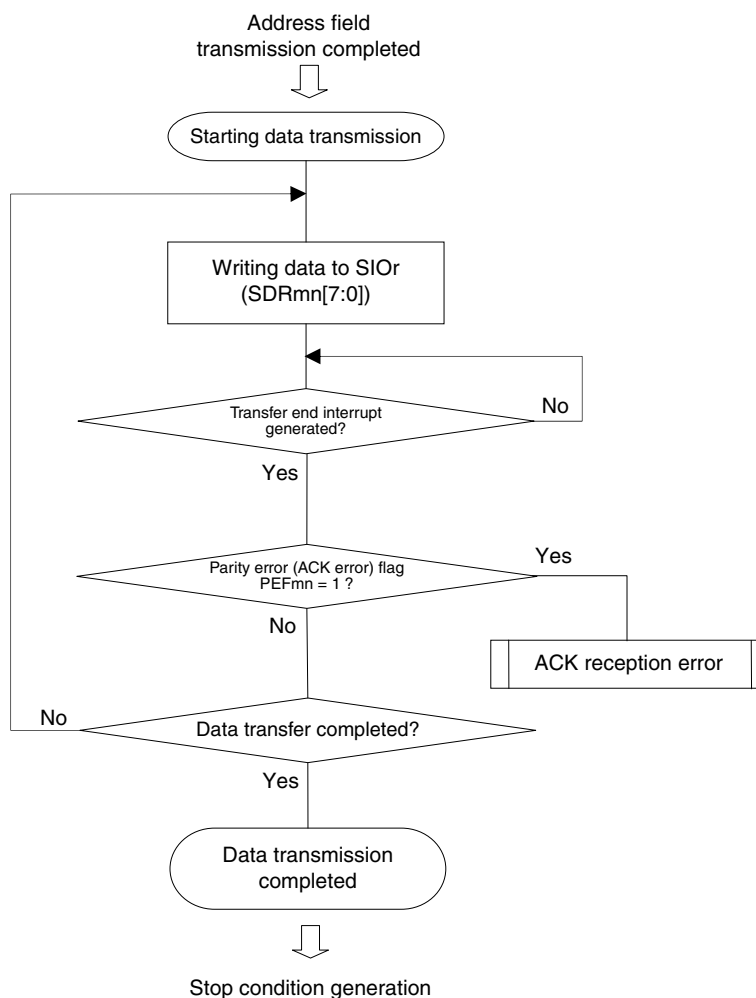 Address field
transmission completed
Starting data transmission
Writing data to SIOr
(SDRmn[7:0])
Transfer end interrupt
generated?
No
Yes
Parity error (ACK error) flag
PEFmn = 1 ?
Yes
No
ACK reception error
Data transfer completed?
No
Yes
Data transmission
completed
Stop condition generation